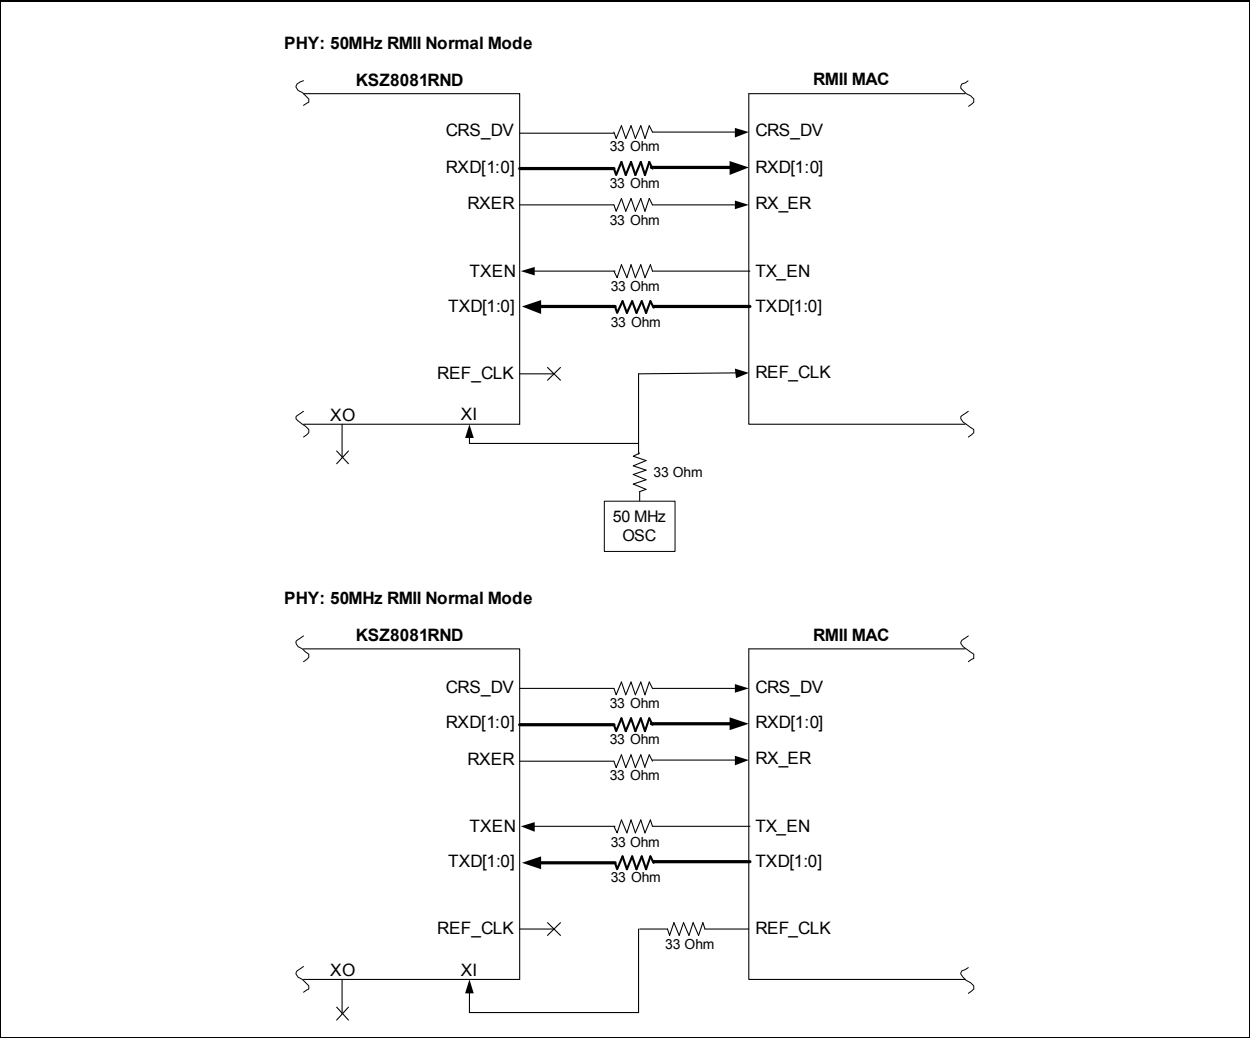 PHY: 50MHz RMII Normal Mode
KSZ8081RND
RMII MAC
CRS_DV
33 Ohm
CRS_DV
RXD[1:0]
33 Ohm
RXD[1:0]
RXER
33 Ohm
RX_ER
TXEN
33 Ohm
TX_EN
TXD[1:0]
33 Ohm
TXD[1:0]
REF_CLK
REF_CLK
XO
XI
33 Ohm
50 MHz
OSC
PHY: 50MHz RMII Normal Mode
KSZ8081RND
RMII MAC
CRS_DV
33 Ohm
CRS_DV
RXD[1:0]
33 Ohm
RXD[1:0]
RXER
33 Ohm
RX_ER
TXEN
33 Ohm
TX_EN
TXD[1:0]
33 Ohm
TXD[1:0]
REF_CLK
33 Ohm
REF_CLK
XO
XI